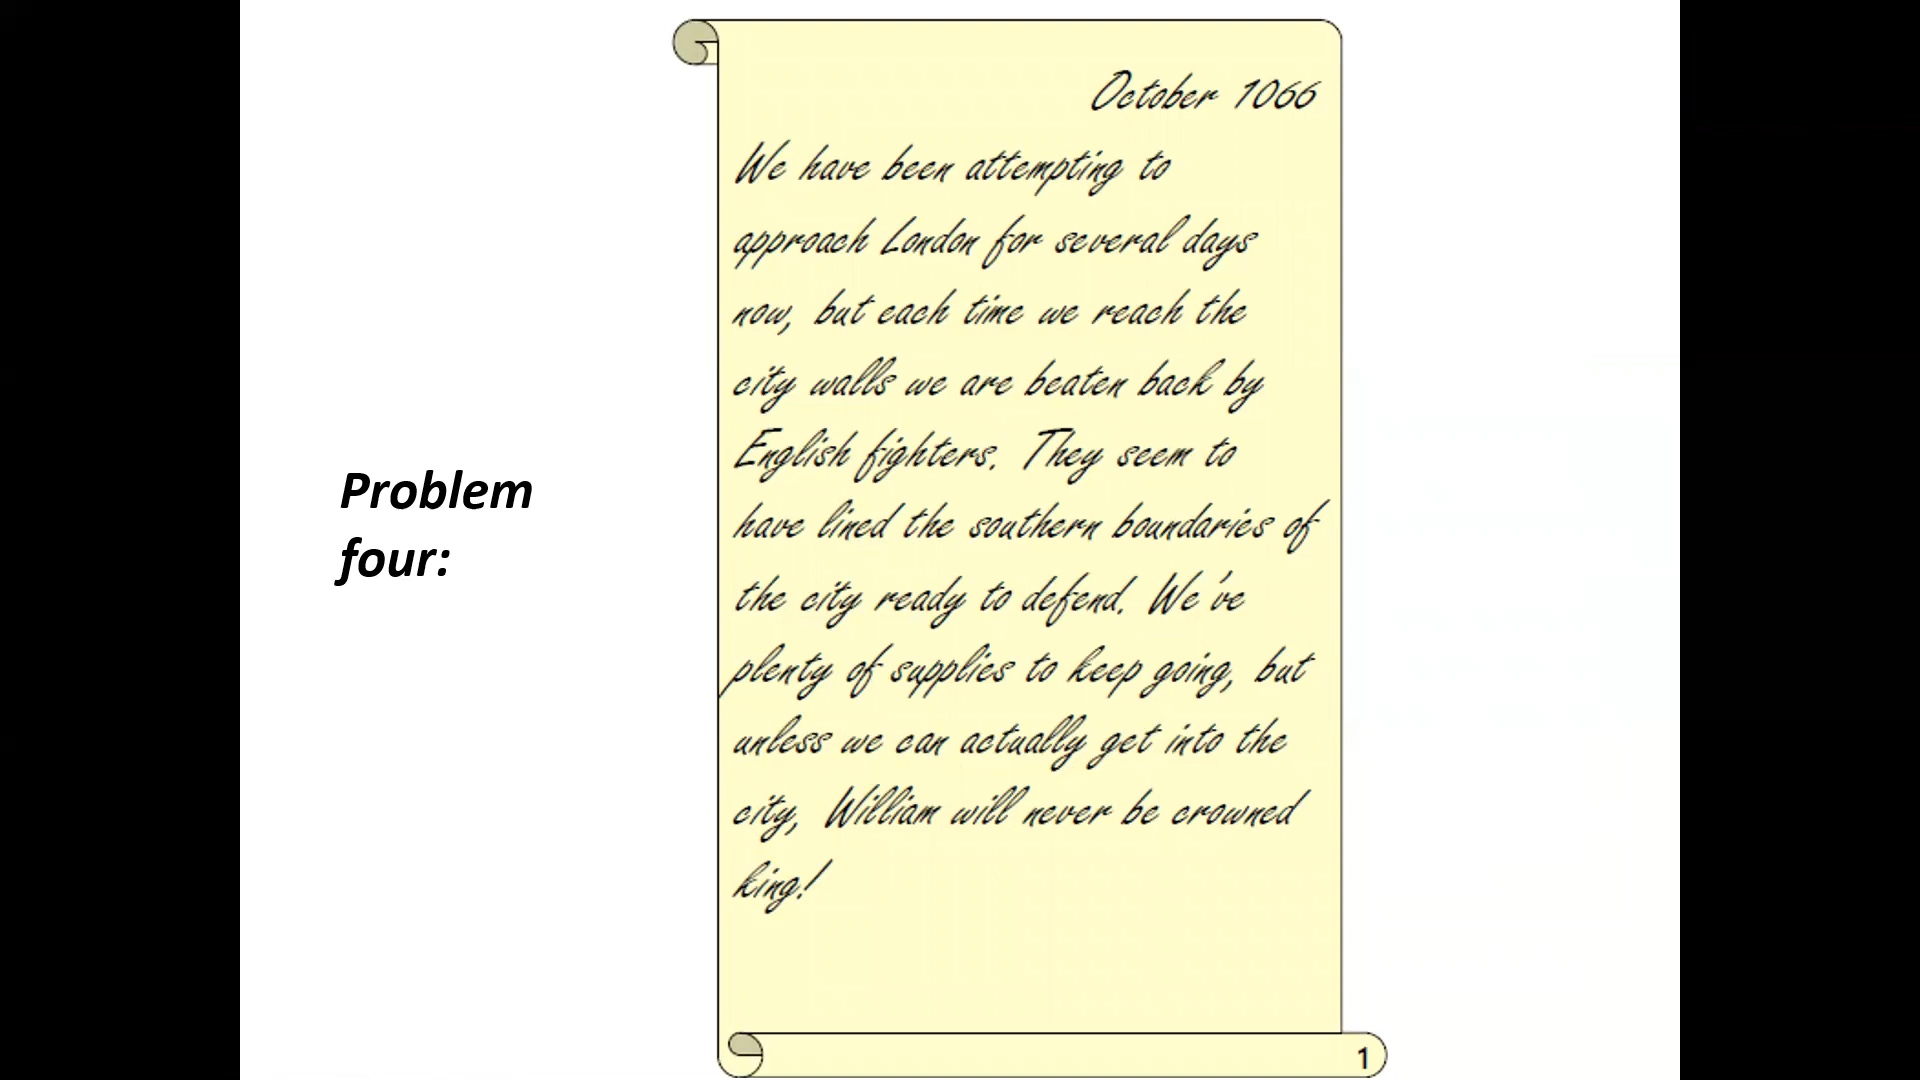 October 1066
We have been attempting to
approach London for several days
now, but each time we reach the
city walls we are beaten back by
English fighters. They seem to
have lined the southern boundaries of
the city ready to defend. We've
plenty of supplies to keep going, but
unless we can actually get into the
city, William will never be crowned
king!
Problem
four:
1